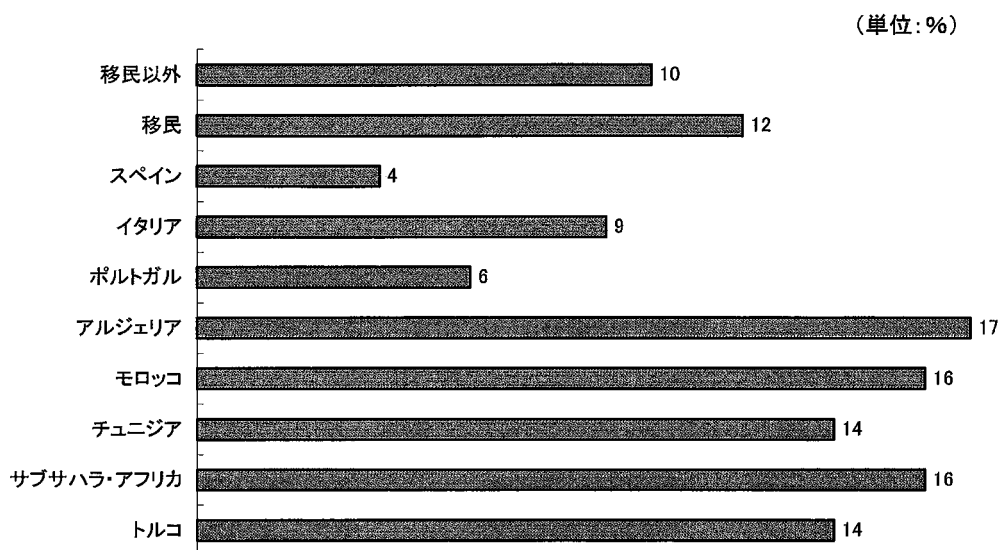 (単位:%)
移民以外 10
移民 12
スペイン 4
イタリア 9
ポルトガル 6
アルジェリア 17
モロッコ 16
チュニジア 14
サブサハラ・アフリカ 16
トルコ 14